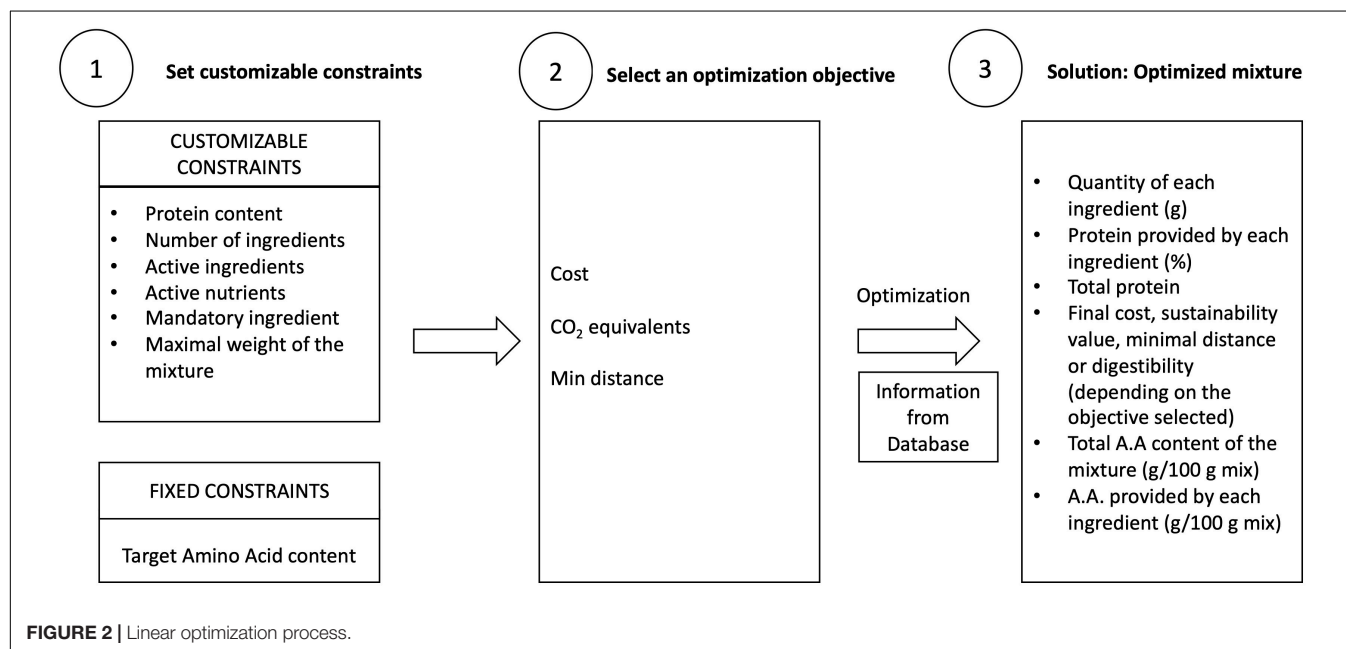 1
Set customizable constraints
CUSTOMIZABLE
CONSTRAINTS
• Protein content
• Number of ingredients
• Active ingredients
• Active nutrients
• Mandatory ingredient
• Maximal weight of the
mixture
FIXED CONSTRAINTS
Target Amino Acid content
2
Select an optimization objective
Cost
CO₂ equivalents
Min distance
Optimization
Information
from
Database
3
Solution: Optimized mixture
• Quantity of each
ingredient (g)
• Protein provided by each
ingredient (%)
• Total protein
• Final cost, sustainability
value, minimal distance
or digestibility
(depending on the
objective selected)
• Total A.A content of the
mixture (g/100 g mix)
• A.A. provided by each
ingredient (g/100 g mix)
FIGURE 2 | Linear optimization process.